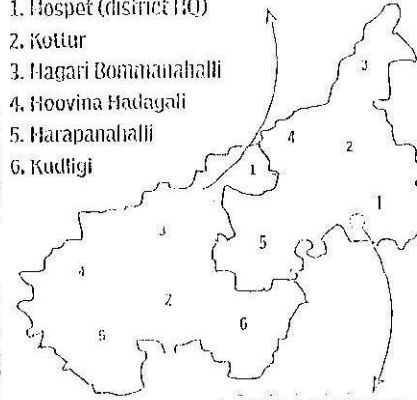 1. Hospet (district HQ)
2. Kottur
3. Hagari Bommanahalli
4. Hoovina Hadagali
5. Harapanahalli
6. Kudligi
3
4
2
1
1
3
5
4
2
6
5